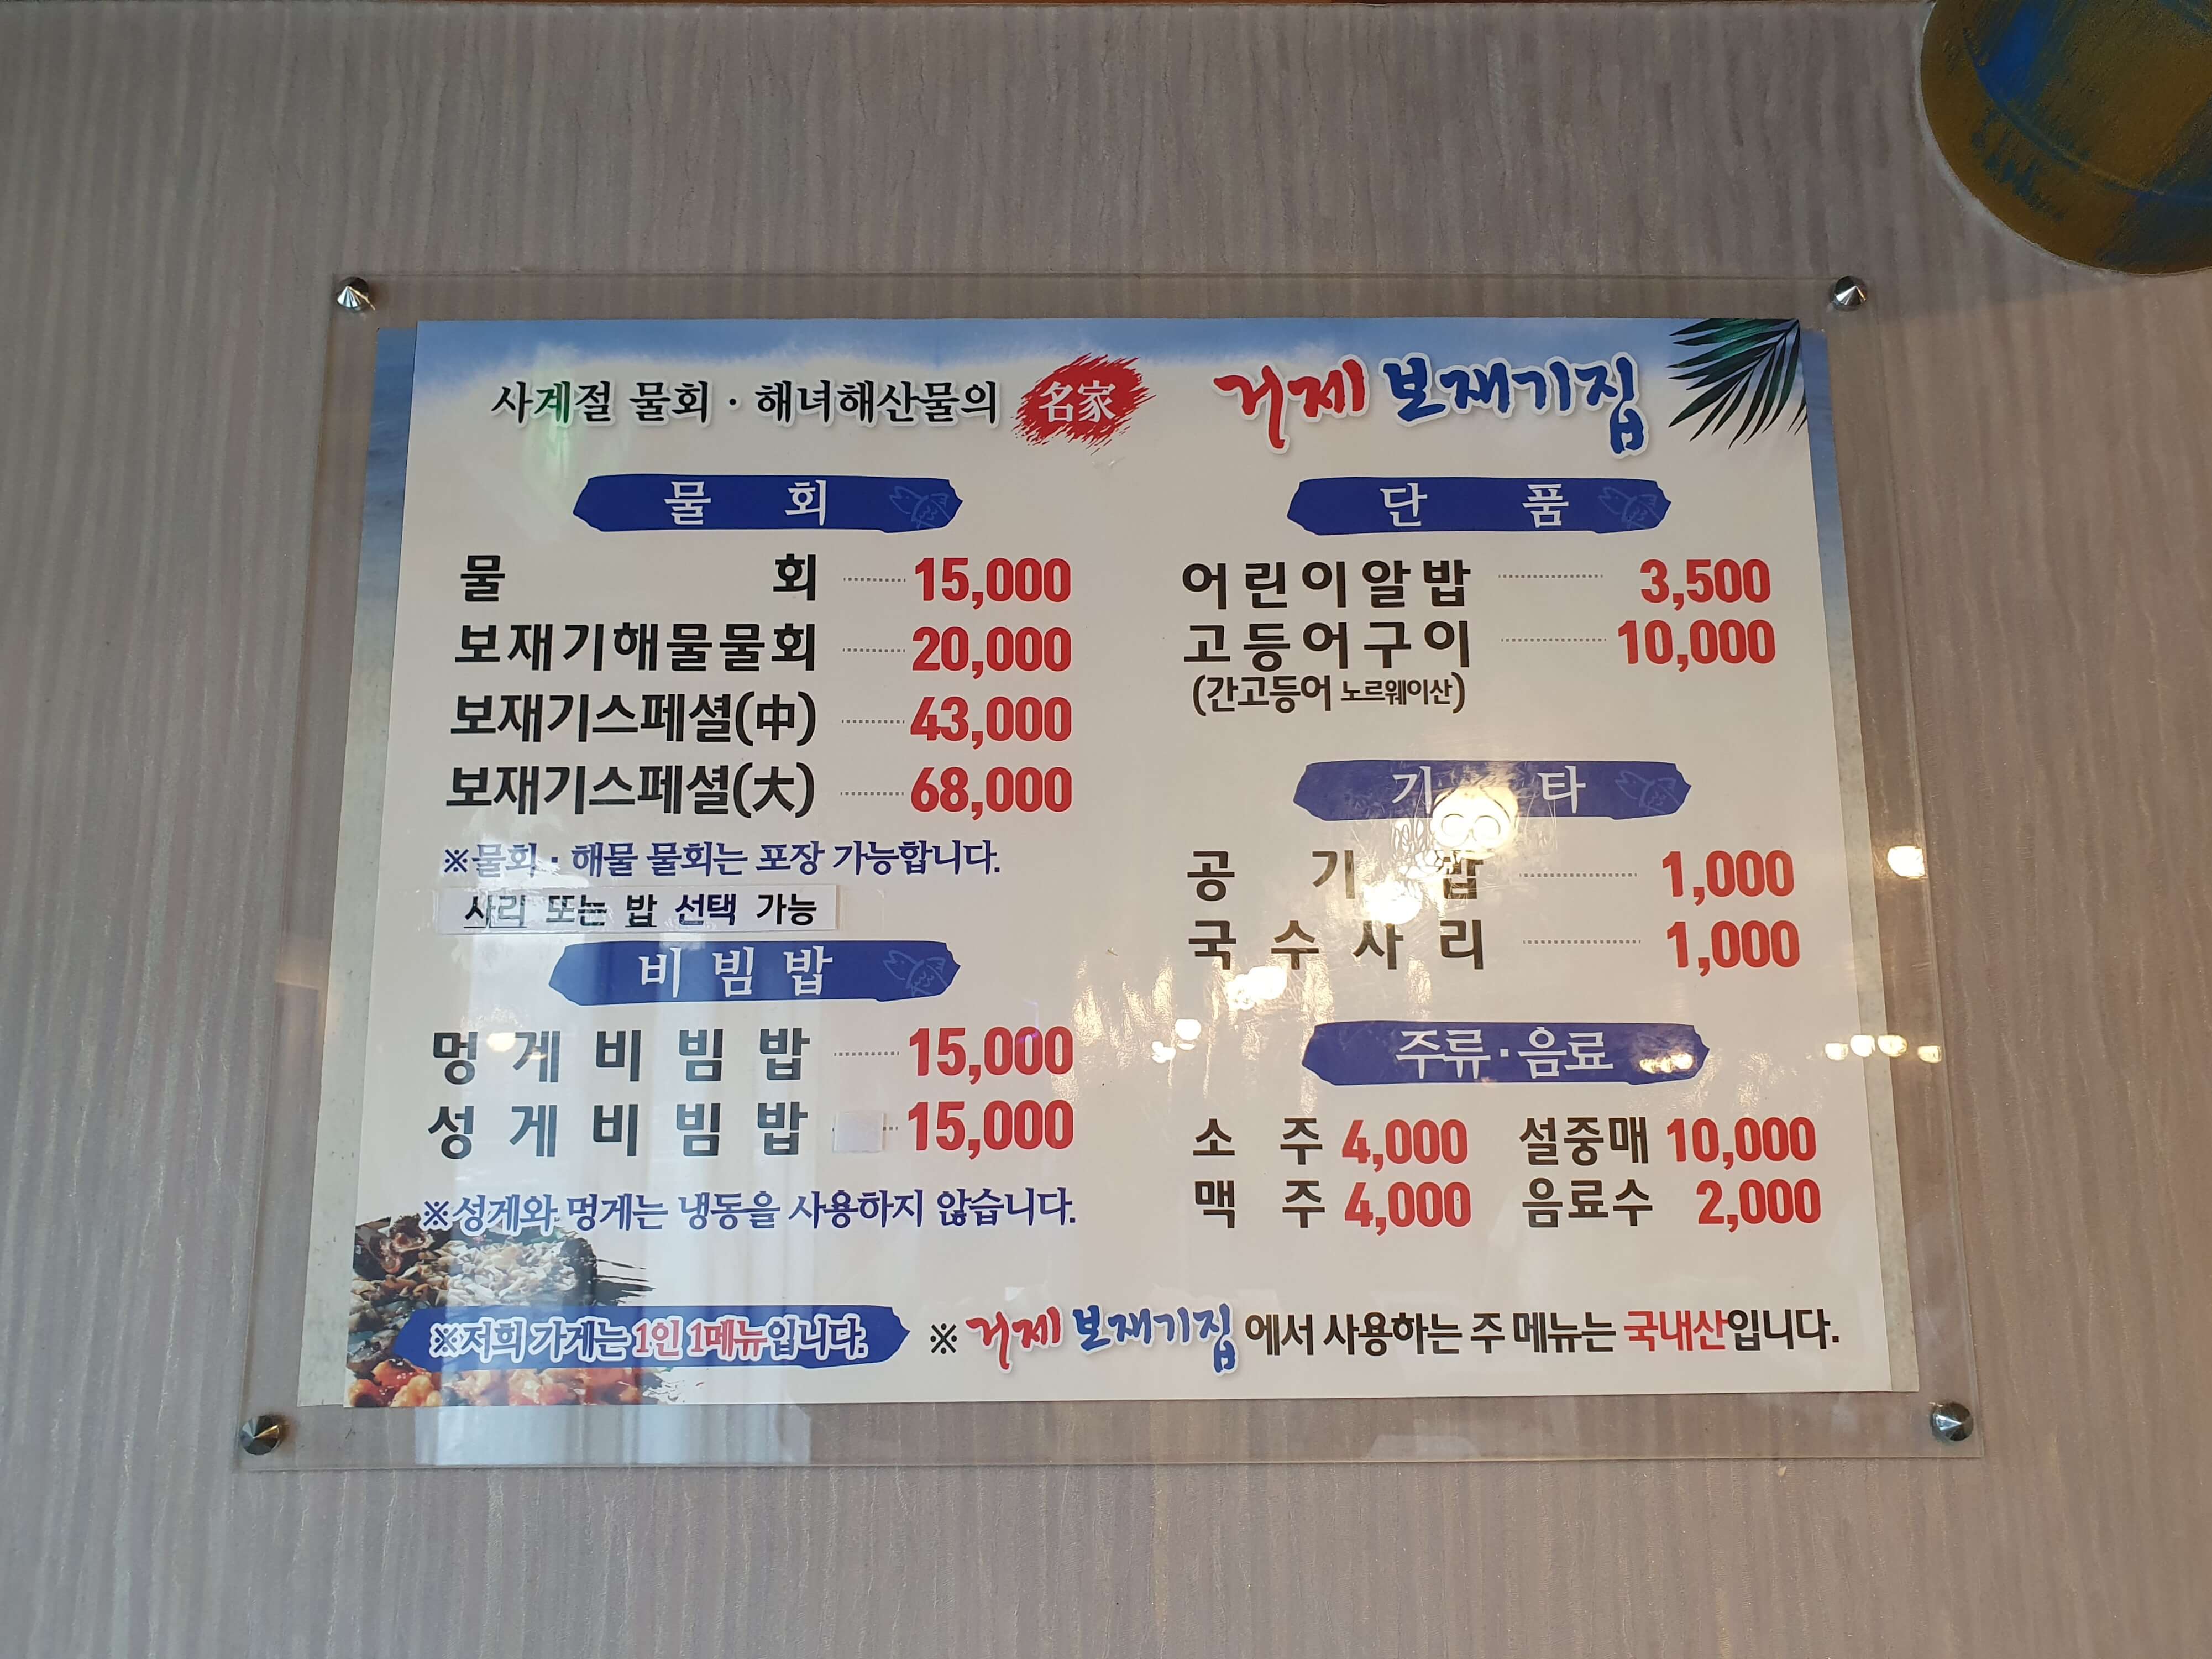 사계절 물회 · 해녀해산물의 名家 거제 보재기집
물 회
물 회 15,000
보재기해물물회 20,000
보재기스페셜(中) 43,000
보재기스페셜(大) 68,000
※물회 · 해물 물회는 포장 가능합니다.
사리 또는 밥 선택 가능
비빔밥
멍게비빔밥 15,000
성게비빔밥 15,000
※성게와 멍게는 냉동을 사용하지 않습니다.
단 품
어린이알밥 3,500
고등어구이 10,000
(간고등어 노르웨이산)
기 타
공 기 밥 1,000
국수사리 1,000
주류·음료
소 주 4,000 설중매 10,000
맥 주 4,000 음료수 2,000
※저희 가게는 1인 1메뉴입니다.
※ 거제 보재기집에서 사용하는 주 메뉴는 국내산입니다.